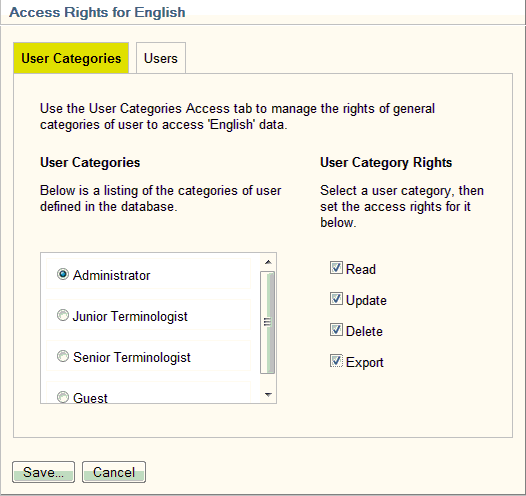 Access Rights for English
User Categories
Users
Use the User Categories Access tab to manage the rights of general
categories of user to access 'English' data.
User Categories
Below is a listing of the categories of user
defined in the database.
Administrator
Junior Terminologist
Senior Terminologist
Guest
User Category Rights
Select a user category, then
set the access rights for it
below.
Read
Update
Delete
Export
Save...
Cancel